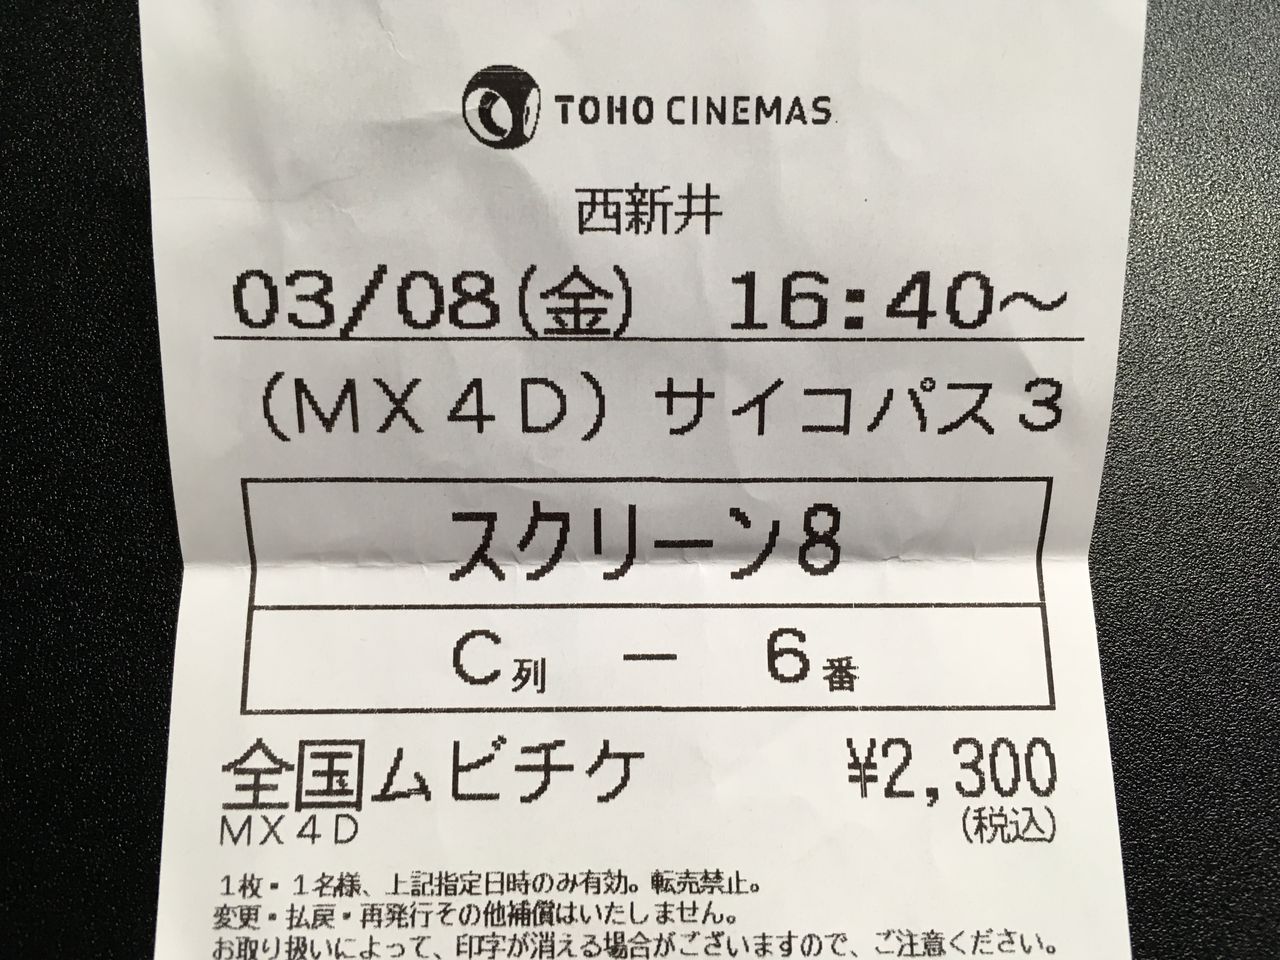 TOHO CINEMAS
西新井
03/08(金) 16:40～
(MX4D)サイコパス3
スクリーン8
C列 － 6番
全国ムビチケ ¥2,300
MX4D (税込)
1枚・1名様、上記指定日時のみ有効。転売禁止。
変更・払戻・再発行その他補償はいたしません。
お取り扱いによって、印字が消える場合がございますので、ご注意ください。